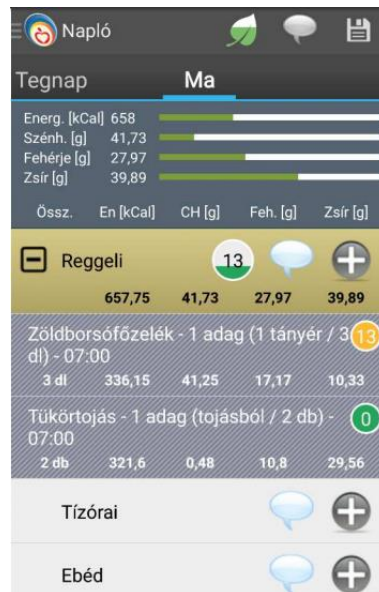 Napló
Tegnap Ma
Energ. [kCal] 658
Szénh. [g] 41,73
Fehérje [g] 27,97
Zsír [g] 39,89
Össz. En [kCal] CH [g] Feh. [g] Zsír [g]
Reggeli 13
657,75 41,73 27,97 39,89
Zöldborsófőzelék - 1 adag (1 tányér / 3 13
dl) - 07:00
3 dl 336,15 41,25 17,17 10,33
Tükörtojás - 1 adag (tojásból / 2 db) - 0
07:00
2 db 321,6 0,48 10,8 29,56
Tízórai
Ebéd